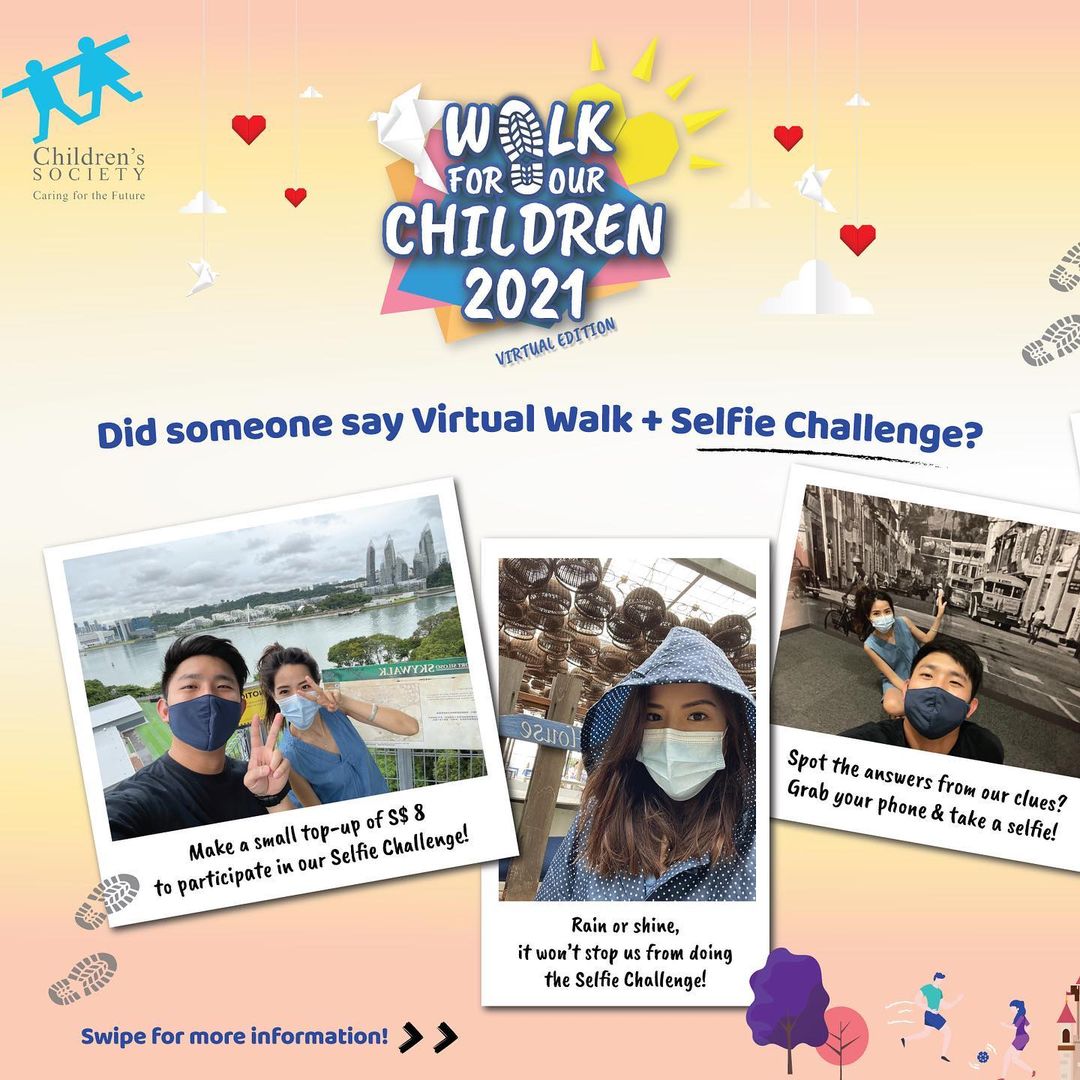 Children's
SOCIETY
Caring for the Future
WALK
FOR OUR
CHILDREN
2021
VIRTUAL EDITION
Did someone say Virtual Walk + Selfie Challenge?
SKYWALK
Make a small top-up of S$ 8
to participate in our Selfie Challenge!
ouse
Rain or shine,
it won't stop us from doing
the Selfie Challenge!
Spot the answers from our clues?
Grab your phone & take a selfie!
Swipe for more information!